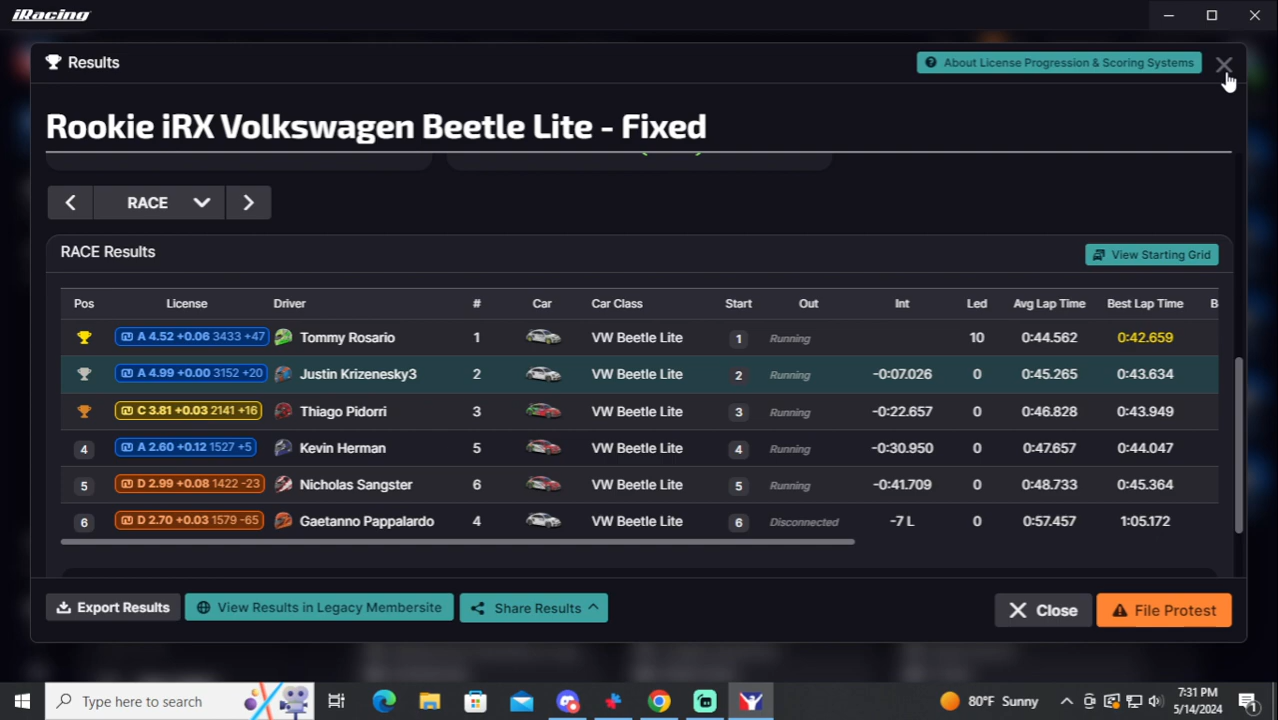 iRacing
Results
About License Progression & Scoring Systems
Rookie iRX Volkswagen Beetle Lite - Fixed
RACE
RACE Results
View Starting Grid
Pos License Driver # Car Car Class Start Out Int Led Avg Lap Time Best Lap Time B
A 4.52 +0.06 3433 +47 Tommy Rosario 1 VW Beetle Lite 1 Running 10 0:44.562 0:42.659
A 4.99 +0.00 3152 +20 Justin Krizenesky3 2 VW Beetle Lite 2 Running -0:07.026 0 0:45.265 0:43.634
C 3.81 +0.03 2141 +16 Thiago Pidorri 3 VW Beetle Lite 3 Running -0:22.657 0 0:46.828 0:43.949
4 A 2.60 +0.12 1527 +5 Kevin Herman 5 VW Beetle Lite 4 Running -0:30.950 0 0:47.657 0:44.047
5 D 2.99 +0.08 1422 -23 Nicholas Sangster 6 VW Beetle Lite 5 Running -0:41.709 0 0:48.733 0:45.364
6 D 2.70 +0.03 1579 -65 Gaetanno Pappalardo 4 VW Beetle Lite 6 Disconnected -7 L 0 0:57.457 1:05.172
Export Results View Results in Legacy Membersite Share Results Close File Protest
Type here to search 80°F Sunny 7:31 PM
5/14/2024 1